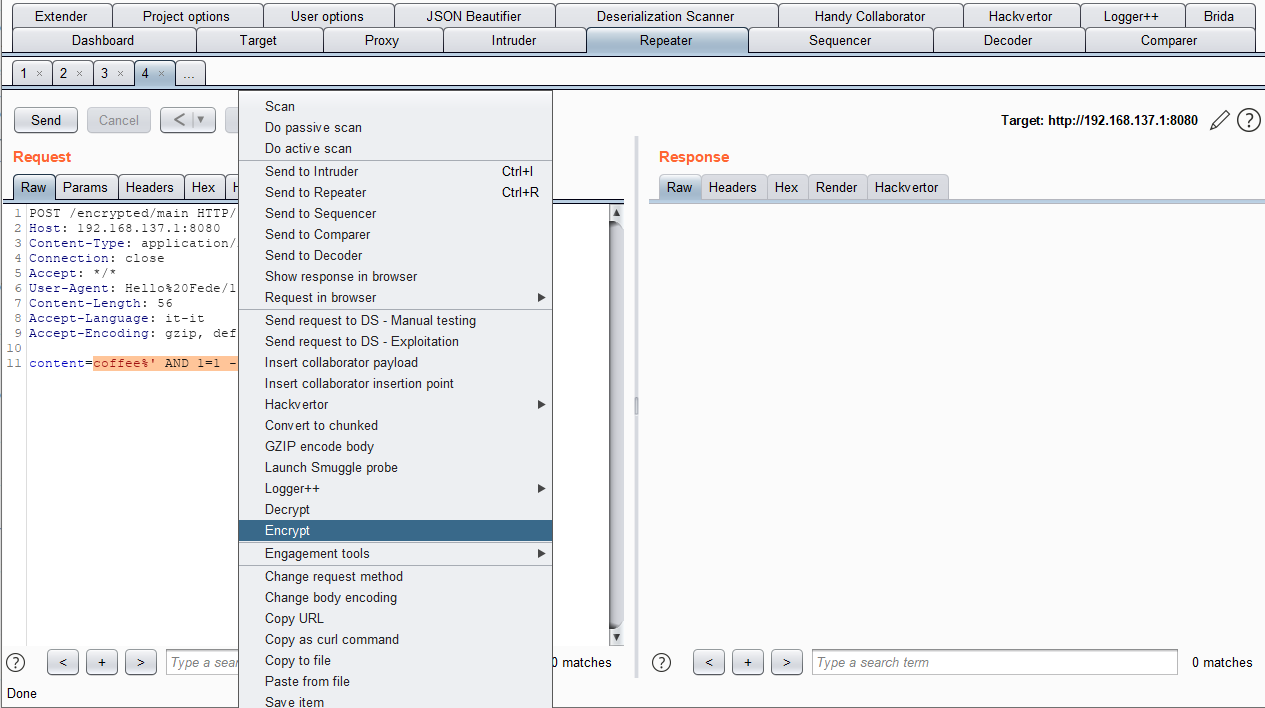 Extender Project options User options JSON Beautifier Deserialization Scanner Handy Collaborator Hackvertor Logger++ Brida
Dashboard Target Proxy Intruder Repeater Sequencer Decoder Comparer
1 × 2 × 3 × 4 × ...
Send Cancel < ▼
Target: http://192.168.137.1:8080 ?
Request
Raw Params Headers Hex H
1 POST /encrypted/main HTTP/
2 Host: 192.168.137.1:8080
3 Content-Type: application/
4 Connection: close
5 Accept: */*
6 User-Agent: Hello%20Fede/1
7 Content-Length: 56
8 Accept-Language: it-it
9 Accept-Encoding: gzip, def
10
11 content=coffee%' AND 1=1 -
Scan
Do passive scan
Do active scan
Send to Intruder Ctrl+I
Send to Repeater Ctrl+R
Send to Sequencer
Send to Comparer
Send to Decoder
Show response in browser
Request in browser
Send request to DS - Manual testing
Send request to DS - Exploitation
Insert collaborator payload
Insert collaborator insertion point
Hackvertor
Convert to chunked
GZIP encode body
Launch Smuggle probe
Logger++
Decrypt
Encrypt
Engagement tools
Change request method
Change body encoding
Copy URL
Copy as curl command
Copy to file
Paste from file
Save item
Response
Raw Headers Hex Render Hackvertor
? < + > Type a sear 0 matches
? < + > Type a search term 0 matches
Done